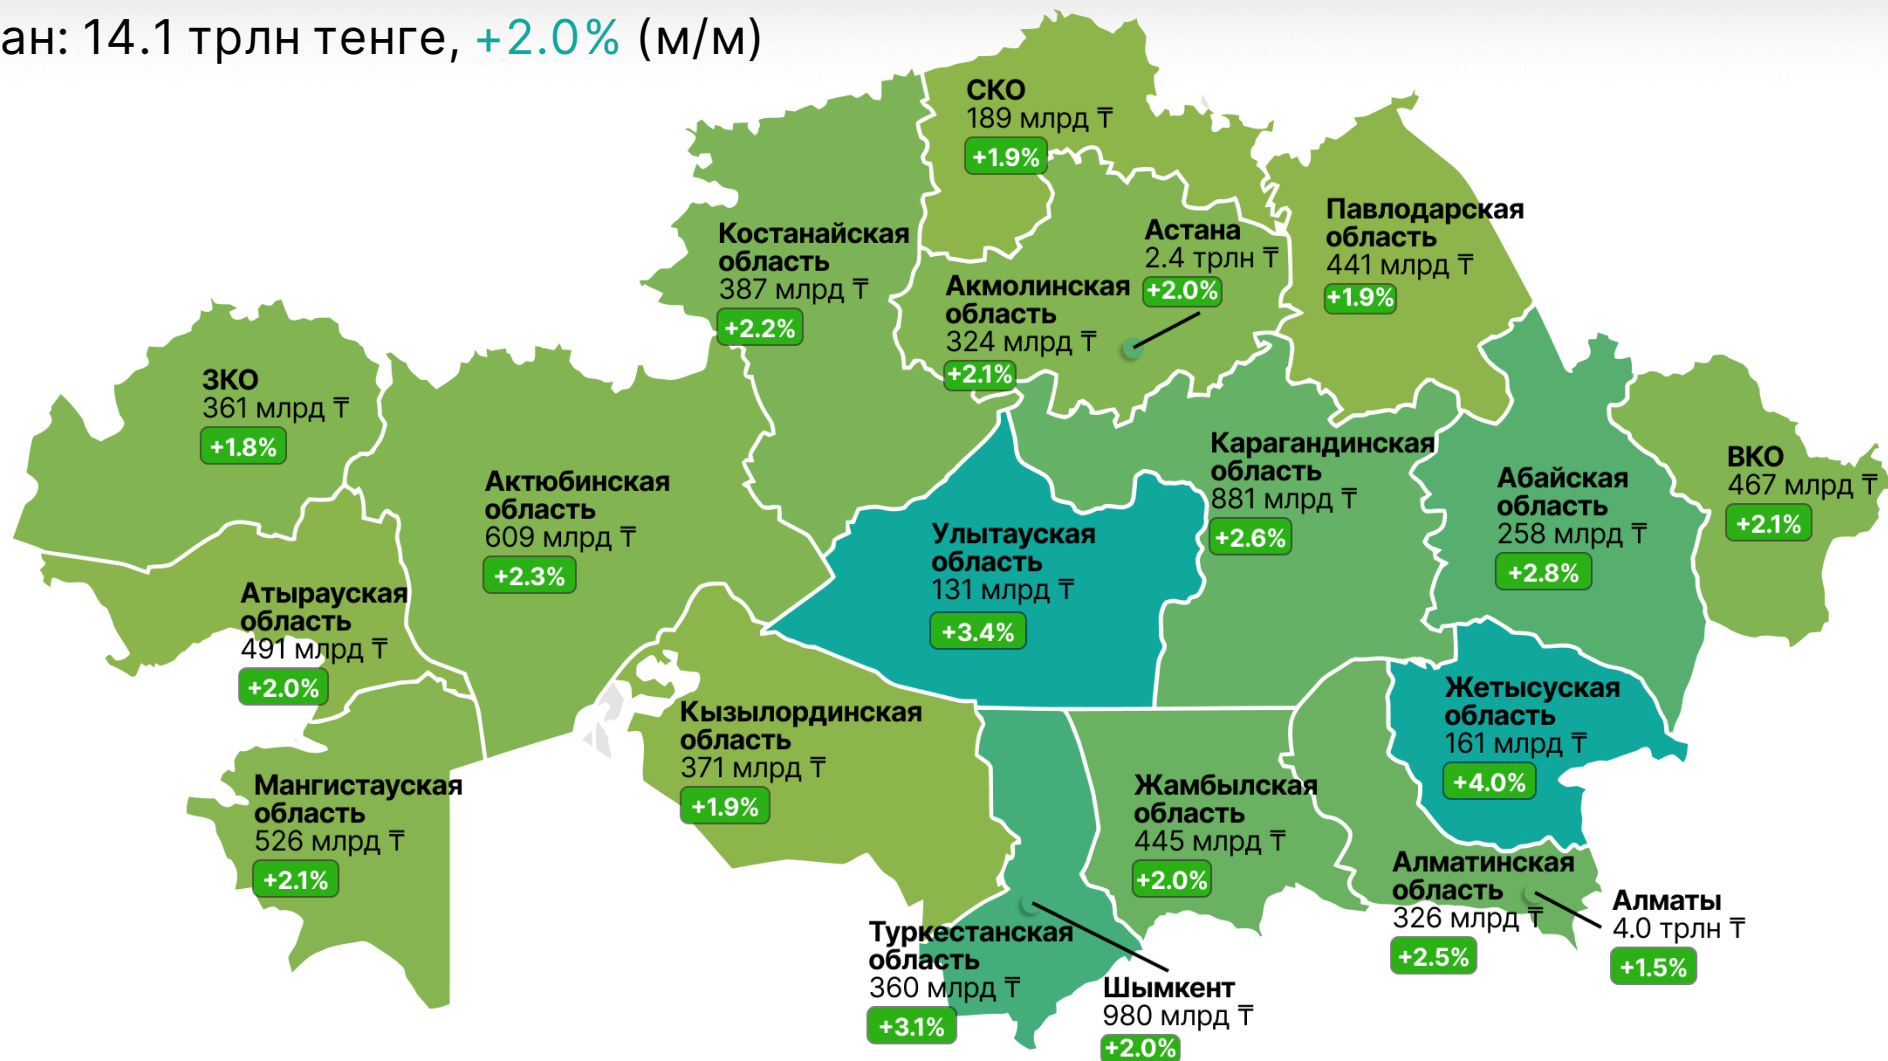 ан: 14.1 трлн тенге, +2.0% (м/м)
СКО
189 млрд ₸
+1.9%
Павлодарская
область
441 млрд ₸
+1.9%
Костанайская
область
387 млрд ₸
+2.2%
Астана
2.4 трлн ₸
+2.0%
Акмолинская
область
324 млрд ₸
+2.1%
ЗКО
361 млрд ₸
+1.8%
Актюбинская
область
609 млрд ₸
+2.3%
Карагандинская
область
881 млрд ₸
+2.6%
Абайская
область
258 млрд ₸
+2.8%
ВКО
467 млрд ₸
+2.1%
Улытауская
область
131 млрд ₸
+3.4%
Атырауская
область
491 млрд ₸
+2.0%
Жетысуская
область
161 млрд ₸
+4.0%
Кызылординская
область
371 млрд ₸
+1.9%
Мангистауская
область
526 млрд ₸
+2.1%
Жамбылская
область
445 млрд ₸
+2.0%
Алматинская
область
326 млрд ₸
+2.5%
Алматы
4.0 трлн ₸
+1.5%
Туркестанская
область
360 млрд ₸
+3.1%
Шымкент
980 млрд ₸
+2.0%